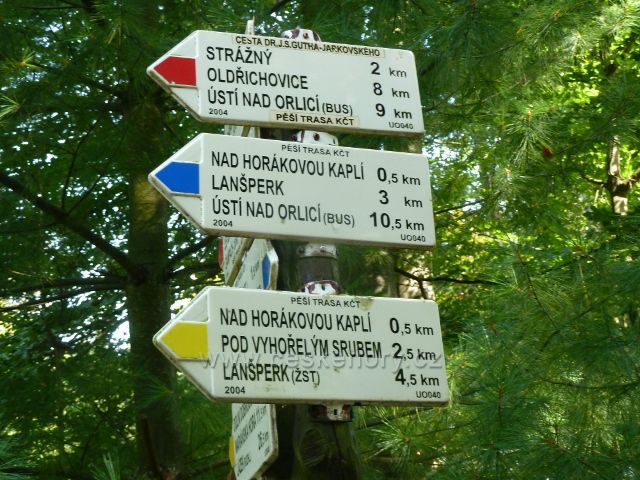 CESTA DR.J.S.GUTHA-JARKOVSKÉHO
STRÁŽNÝ 2 KM
OLDŘICHOVICE 8 KM
ÚSTÍ NAD ORLICÍ (BUS) 9 KM
2004 PĚŠÍ TRASA KČT UO040
PĚŠÍ TRASA KČT
NAD HORÁKOVOU KAPLÍ 0,5 KM
LANŠPERK 3 KM
ÚSTÍ NAD ORLICÍ (BUS) 10,5 KM
2004 UO040
PĚŠÍ TRASA KČT
NAD HORÁKOVOU KAPLÍ 0,5 KM
POD VYHOŘELÝM SRUBEM 2,5 KM
www.ceskehory.cz
LANŠPERK (ŽST) 4,5 KM
2004 UO040